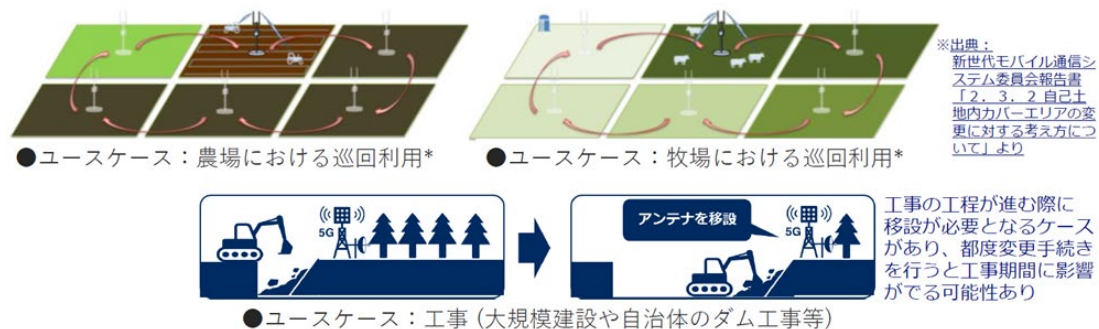 ※出典：
新世代モバイル通信シ
ステム委員会報告書
「２．３．２ 自己土
地内カバーエリアの変
更に対する考え方につ
いて」より
●ユースケース：農場における巡回利用*
●ユースケース：牧場における巡回利用*
5G
アンテナを移設
5G
工事の工程が進む際に
移設が必要となるケース
があり、都度変更手続き
を行うと工事期間に影響
がでる可能性あり
●ユースケース：工事 (大規模建設や自治体のダム工事等)